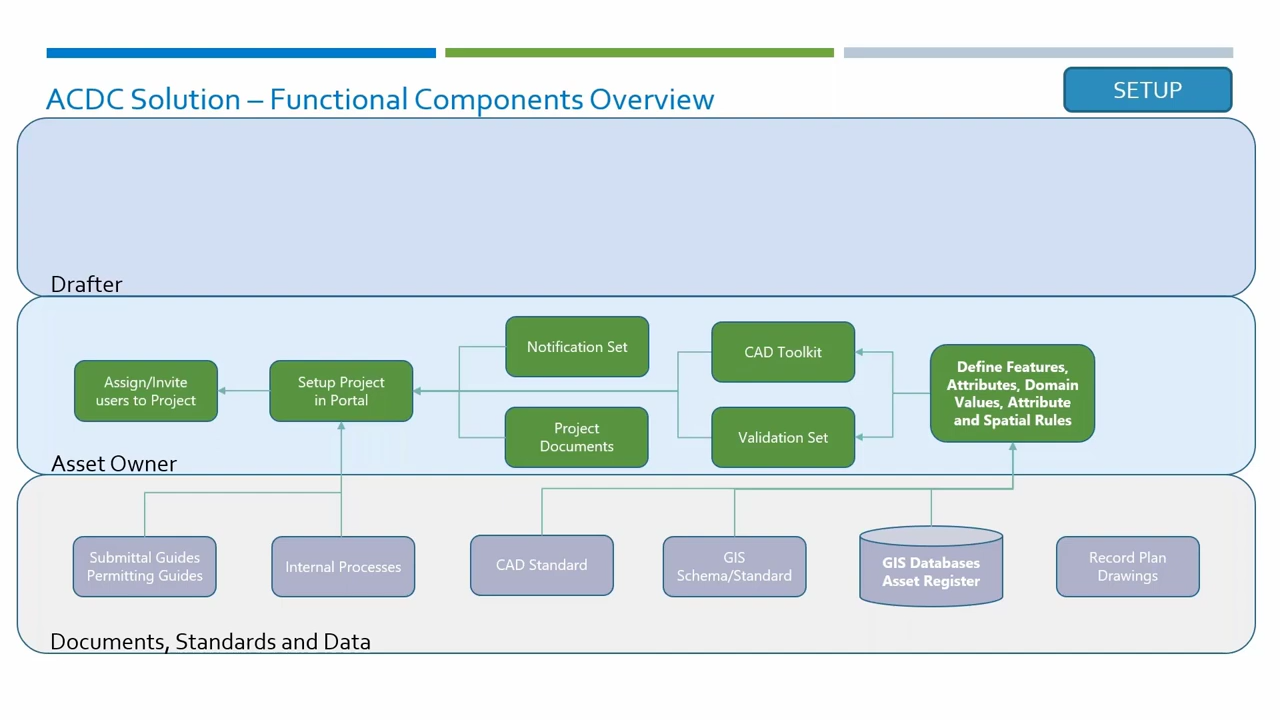 ACDC Solution – Functional Components Overview
SETUP
Drafter
Notification Set
CAD Toolkit
Define Features,
Attributes, Domain
Values, Attribute
and Spatial Rules
Assign/Invite
users to Project
Setup Project
in Portal
Project
Documents
Validation Set
Asset Owner
Submittal Guides
Permitting Guides
Internal Processes
CAD Standard
GIS
Schema/Standard
GIS Databases
Asset Register
Record Plan
Drawings
Documents, Standards and Data